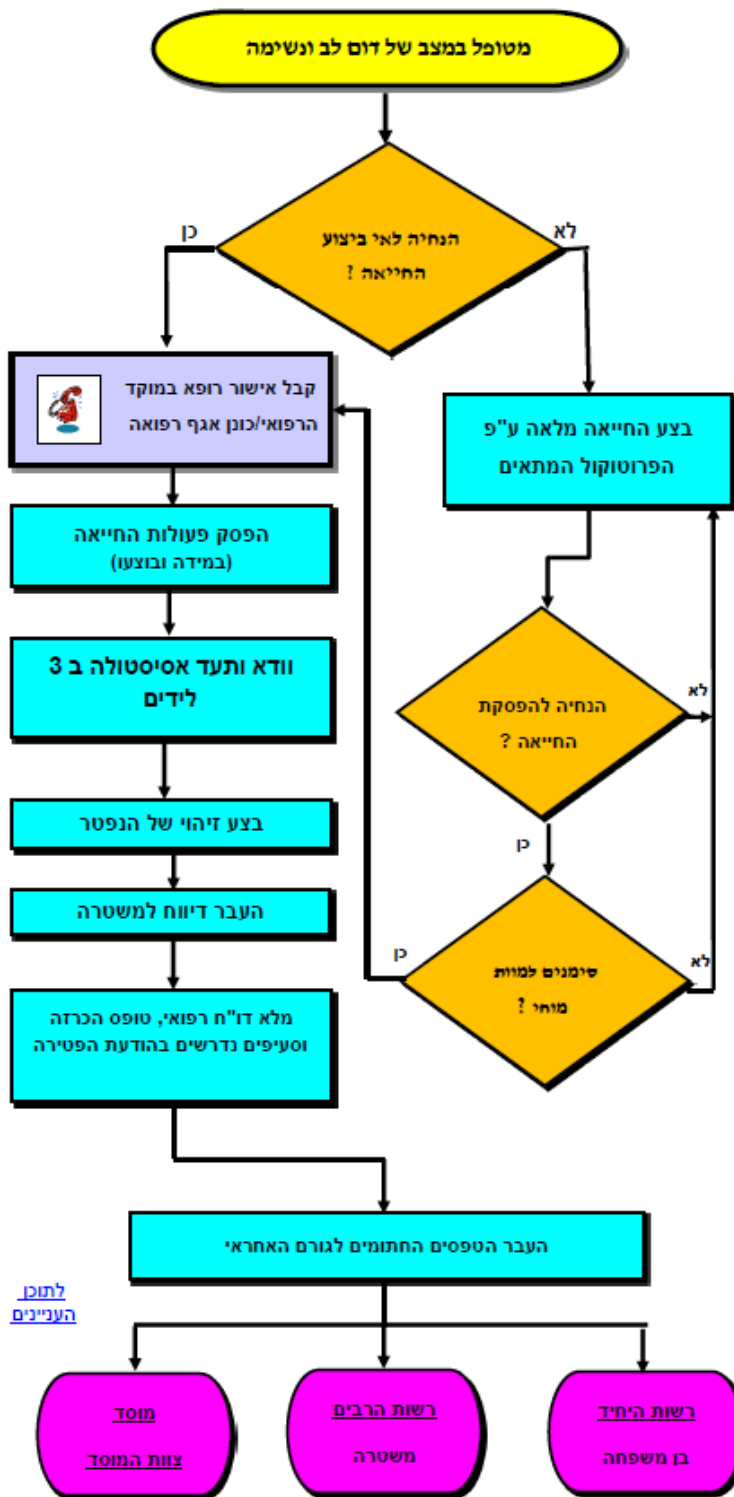 מטופל במצב של דום לב ונשימה
הנחיה לאי ביצוע
החייאה ?
כן
לא
קבל אישור רופא במוקד
הרפואי/כונן אגף רפואה
בצע החייאה מלאה ע"פ
הפרוטוקול המתאים
הפסק פעולות החייאה
(במידה ובוצעו)
וודא ותעד אסיסטולה ב 3
לידים
הנחיה להפסקת
החייאה ?
לא
כן
בצע זיהוי של הנפטר
העבר דיווח למשטרה
סימנים למוות
מוחי ?
כן
לא
מלא דו"ח רפואי, טופס הכרזה
וסעיפים נדרשים בהודעת הפטירה
העבר הטפסים החתומים לגורם האחראי
לתוכן
העניינים
רשות היחיד
בן משפחה
רשות הרבים
משטרה
מוסד
צוות המוסד